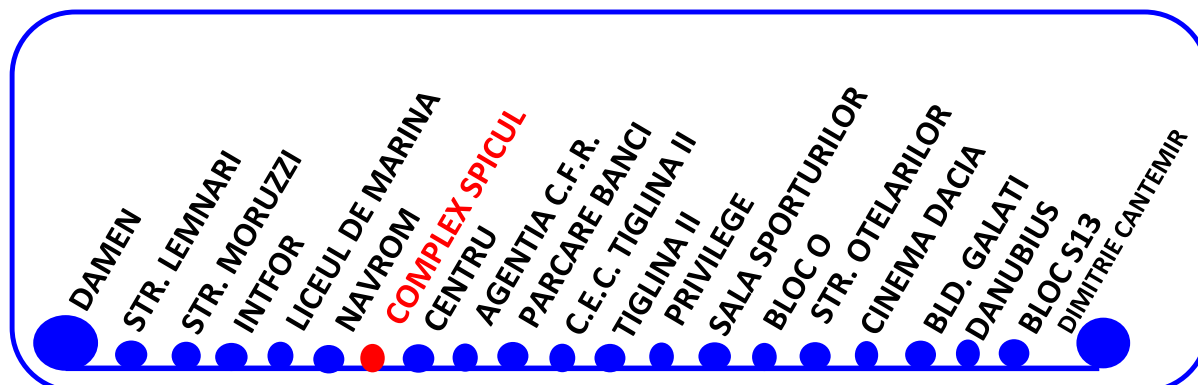 DAMEN
STR. LEMNARI
STR. MORUZZI
INTFOR
LICEUL DE MARINA
NAVROM
COMPLEX SPICUL
CENTRU
AGENTIA C.F.R.
PARCARE BANCI
C.E.C. TIGLINA II
TIGLINA II
PRIVILEGE
SALA SPORTURILOR
BLOC O
STR. OTELARILOR
CINEMA DACIA
BLD. GALATI
DANUBIUS
BLOC S13
DIMITRIE CANTEMIR